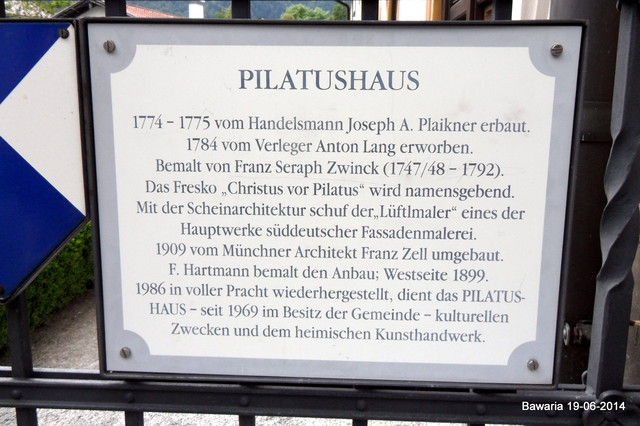 PILATUSHAUS
1774 – 1775 vom Handelsmann Joseph A. Plaikner erbaut.
1784 vom Verleger Anton Lang erworben.
Bemalt von Franz Seraph Zwinck (1747/48 – 1792).
Das Fresko „Christus vor Pilatus“ wird namensgebend.
Mit der Scheinarchitektur schuf der„Lüftlmaler“ eines der
Hauptwerke süddeutscher Fassadenmalerei.
1909 vom Münchner Architekt Franz Zell umgebaut.
F. Hartmann bemalt den Anbau; Westseite 1899.
1986 in voller Pracht wiederhergestellt, dient das PILATUS-
HAUS – seit 1969 im Besitz der Gemeinde – kulturellen
Zwecken und dem heimischen Kunsthandwerk.
Bawaria 19-06-2014